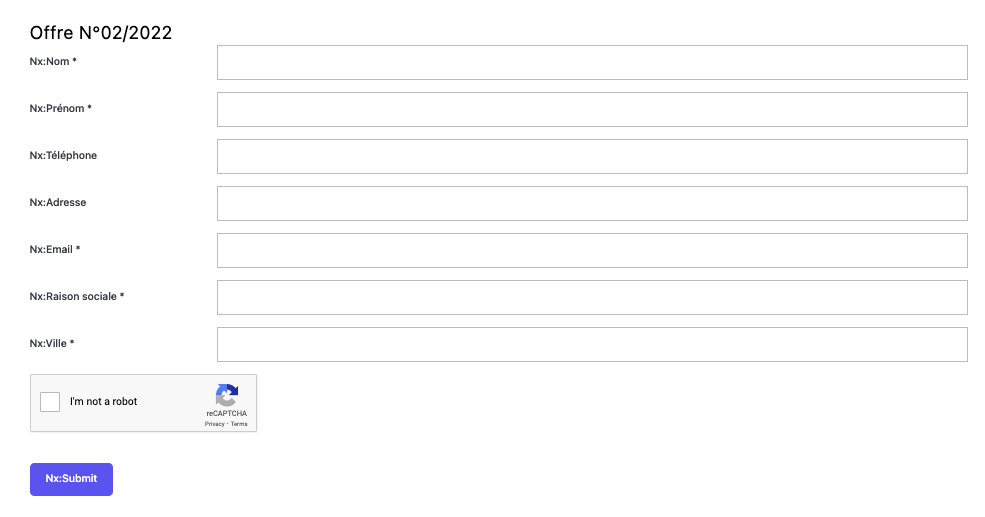 Offre N°02/2022
Nx:Nom *
Nx:Prénom *
Nx:Téléphone
Nx:Adresse
Nx:Email *
Nx:Raison sociale *
Nx:Ville *
I'm not a robot
reCAPTCHA
Privacy - Terms
Nx:Submit